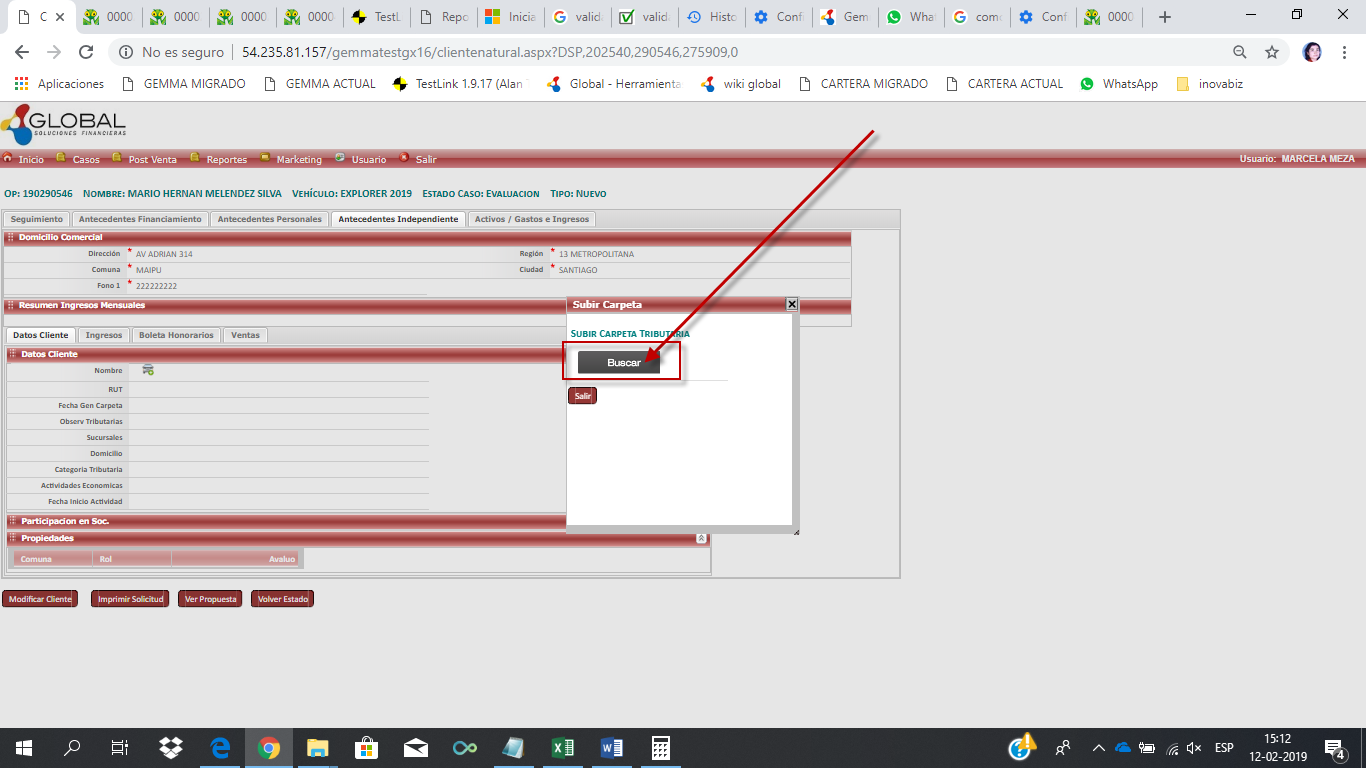 C
0000
0000
0000
0000
TestL
Repo
Inicia
valid
valid
Histo
Confi
Gem
What
como
Conf
0000
No es seguro | 54.235.81.157/gemmatestgx16/clientenatural.aspx?DSP,202540,290546,275909,0
Aplicaciones GEMMA MIGRADO GEMMA ACTUAL TestLink 1.9.17 (Alan Global - Herramienta wiki global CARTERA MIGRADO CARTERA ACTUAL WhatsApp inovabiz
GLOBAL
SOLUCIONES FINANCIERAS
Inicio Casos Post Venta Reportes Marketing Usuario Salir Usuario: MARCELA MEZA
Op: 190290546 Nombre: MARIO HERNAN MELENDEZ SILVA Vehículo: EXPLORER 2019 Estado Caso: Evaluacion Tipo: Nuevo
Seguimiento Antecedentes Financiamiento Antecedentes Personales Antecedentes Independiente Activos / Gastos e Ingresos
Domicilio Comercial
Dirección * AV ADRIAN 314 Región * 13 METROPOLITANA
Comuna * MAIPU Ciudad * SANTIAGO
Fono 1 * 222222222
Resumen Ingresos Mensuales
Subir Carpeta
Subir Carpeta Tributaria
Buscar
Salir
Datos Cliente Ingresos Boleta Honorarios Ventas
Datos Cliente
Nombre
RUT
Fecha Gen Carpeta
Observ Tributarias
Sucursales
Domicilio
Categoria Tributaria
Actividades Economicas
Fecha Inicio Actividad
Participacion en Soc.
Propiedades
Comuna Rol Avaluo
Modificar Cliente Imprimir Solicitud Ver Propuesta Volver Estado
ESP
15:12
12-02-2019
4